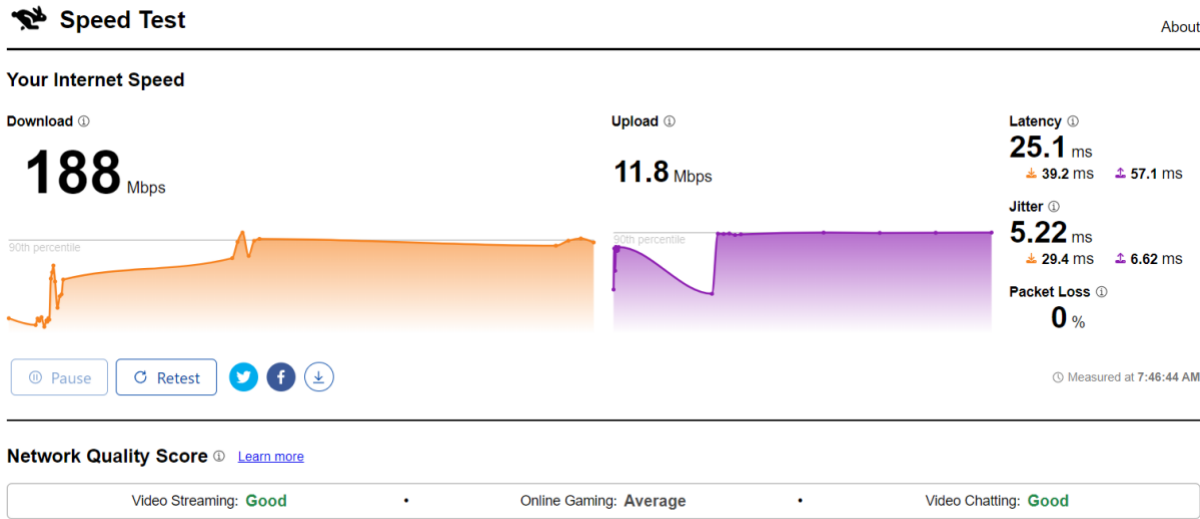 Speed Test
About
Your Internet Speed
Download
188 Mbps
90th percentile
Upload
11.8 Mbps
90th percentile
Latency
25.1 ms
39.2 ms 57.1 ms
Jitter
5.22 ms
29.4 ms 6.62 ms
Packet Loss
0 %
Pause
Retest
Measured at 7:46:44 AM
Network Quality Score Learn more
Video Streaming: Good • Online Gaming: Average • Video Chatting: Good